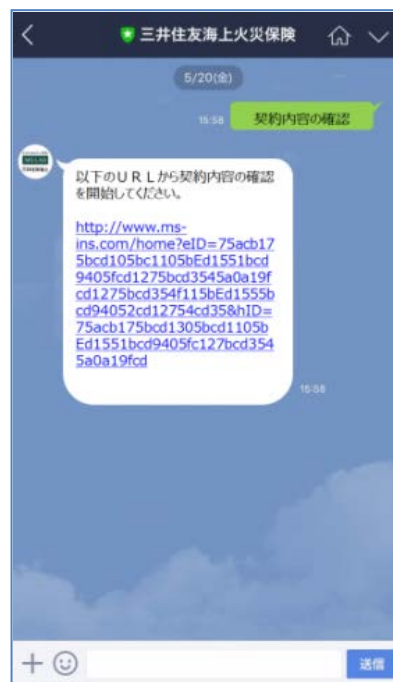 三井住友海上火災保険
5/20(金)
15:58
契約内容の確認
以下のＵＲＬから契約内容の確認
を開始してください。
http://www.ms-
ins.com/home?eID=75acb17
5bcd105bc1105bEd1551bcd
9405fcd1275bcd3545a0a19f
cd1275bcd354f115bEd1555b
cd94052cd12754cd35&hID=
75acb175bcd1305bcd1105b
Ed1551bcd9405fc127bcd354
5a0a19fcd
15:58
送信